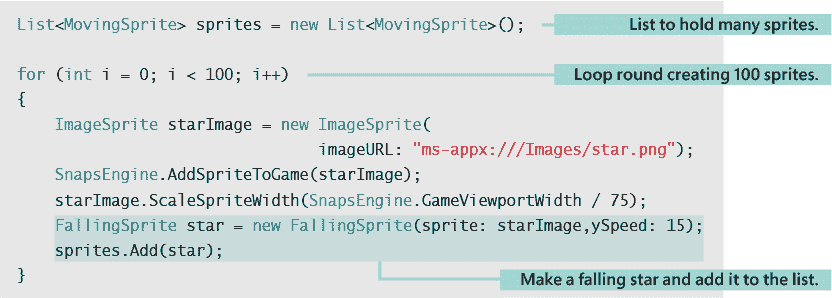 List<MovingSprite> sprites = new List<MovingSprite>();
List to hold many sprites.
for (int i = 0; i < 100; i++)
Loop round creating 100 sprites.
{
ImageSprite starImage = new ImageSprite(
imageURL: "ms-appx:///Images/star.png");
SnapsEngine.AddSpriteToGame(starImage);
starImage.ScaleSpriteWidth(SnapsEngine.GameViewportWidth / 75);
FallingSprite star = new FallingSprite(sprite: starImage,ySpeed: 15);
sprites.Add(star);
Make a falling star and add it to the list.
}